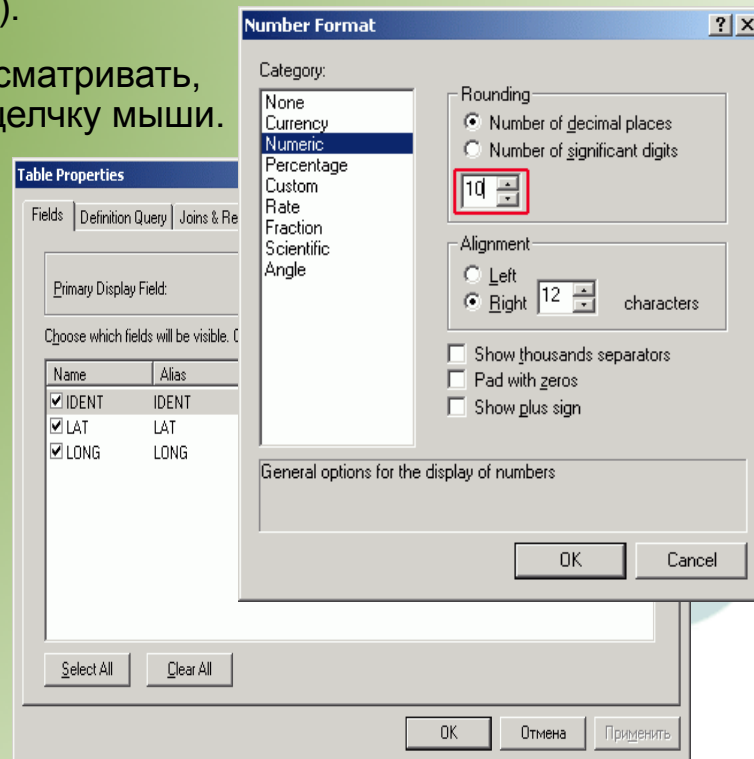 ).
сматривать,
щелчку мыши.
Number Format
Category:
None
Currency
Numeric
Percentage
Custom
Rate
Fraction
Scientific
Angle
Rounding
Number of decimal places
Number of significant digits
10
Alignment
Left
Right 12 characters
Show thousands separators
Pad with zeros
Show plus sign
General options for the display of numbers
OK Cancel
Table Properties
Fields Definition Query Joins & Re
Primary Display Field:
Choose which fields will be visible. C
Name Alias
IDENT IDENT
LAT LAT
LONG LONG
Select All Clear All
OK Отмена Применить